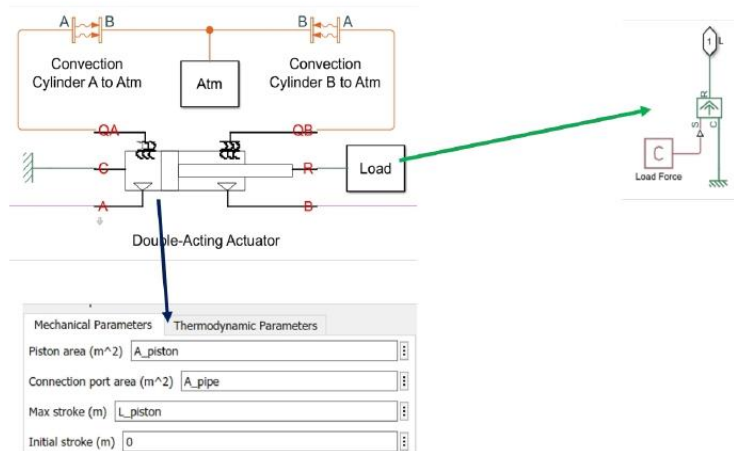 A B
B A
Convection
Cylinder A to Atm
Atm
Convection
Cylinder B to Atm
QA
QB
C
R
Load
A
B
Double-Acting Actuator
1 L
R
S
C
C
Load Force
Mechanical Parameters Thermodynamic Parameters
Piston area (m^2) A_piston
Connection port area (m^2) A_pipe
Max stroke (m) L_piston
Initial stroke (m) 0